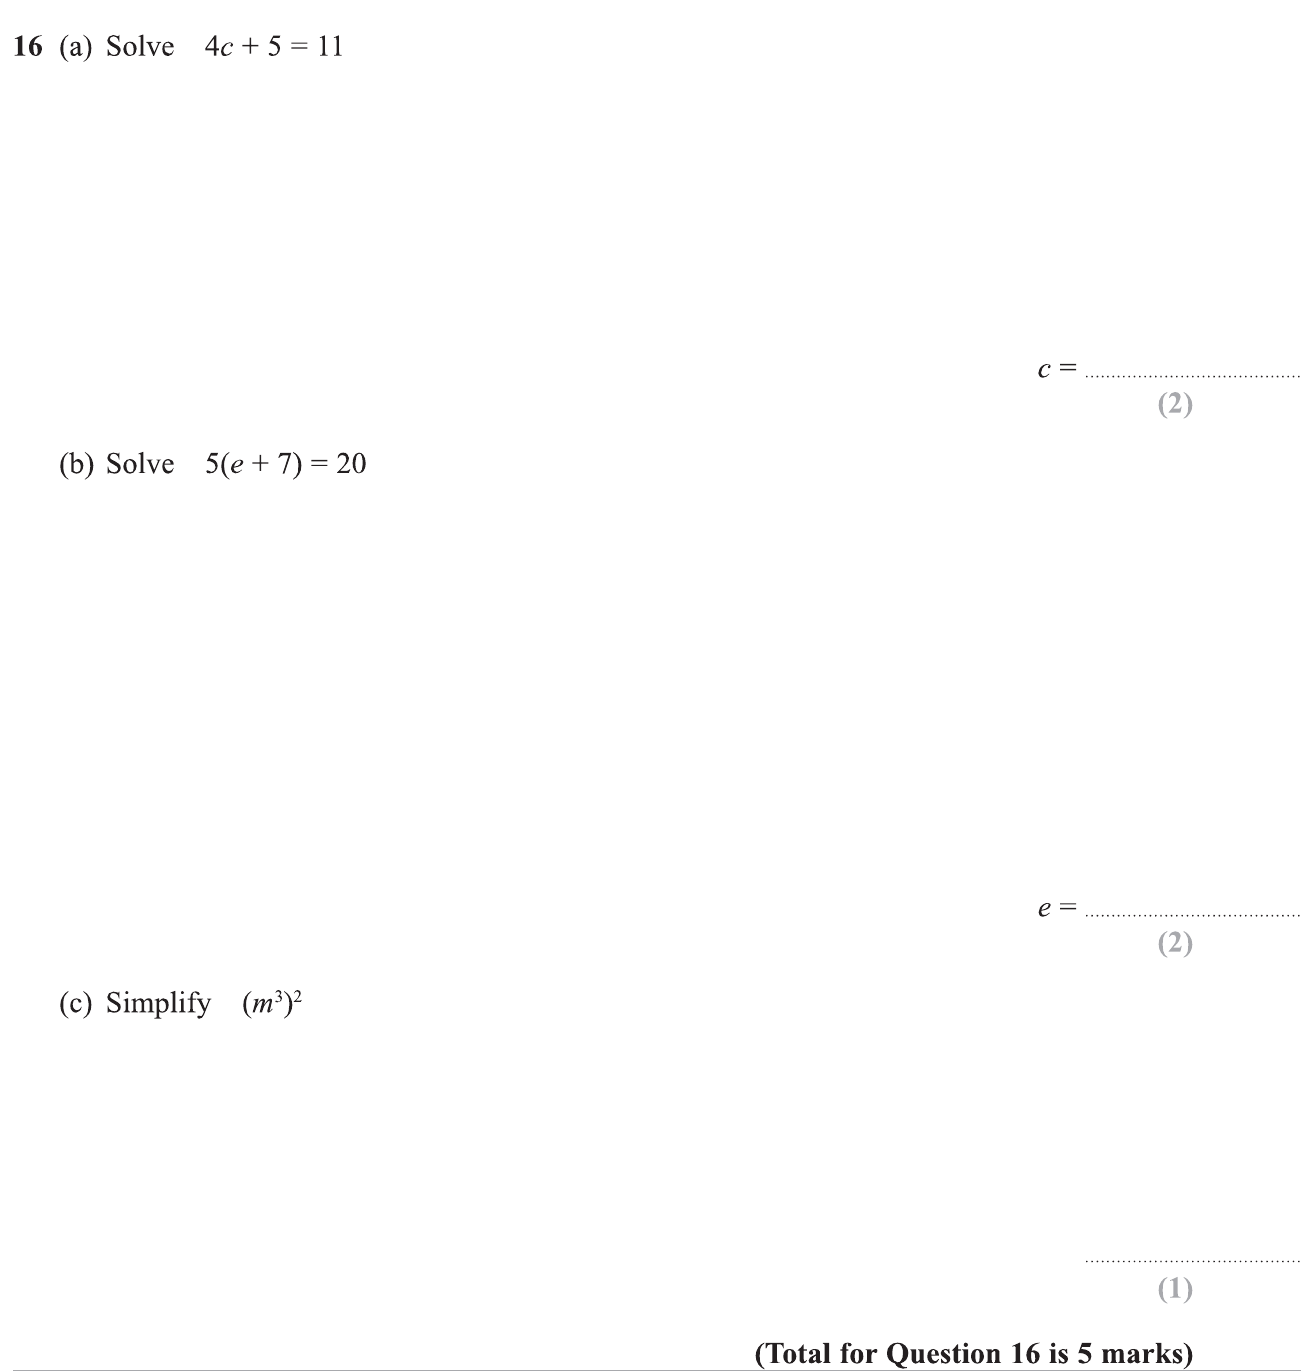 16 (a) Solve 4c + 5 = 11
c = ........................................
(2)
(b) Solve 5(e + 7) = 20
e = ........................................
(2)
(c) Simplify (m³)²
........................................
(1)
(Total for Question 16 is 5 marks)